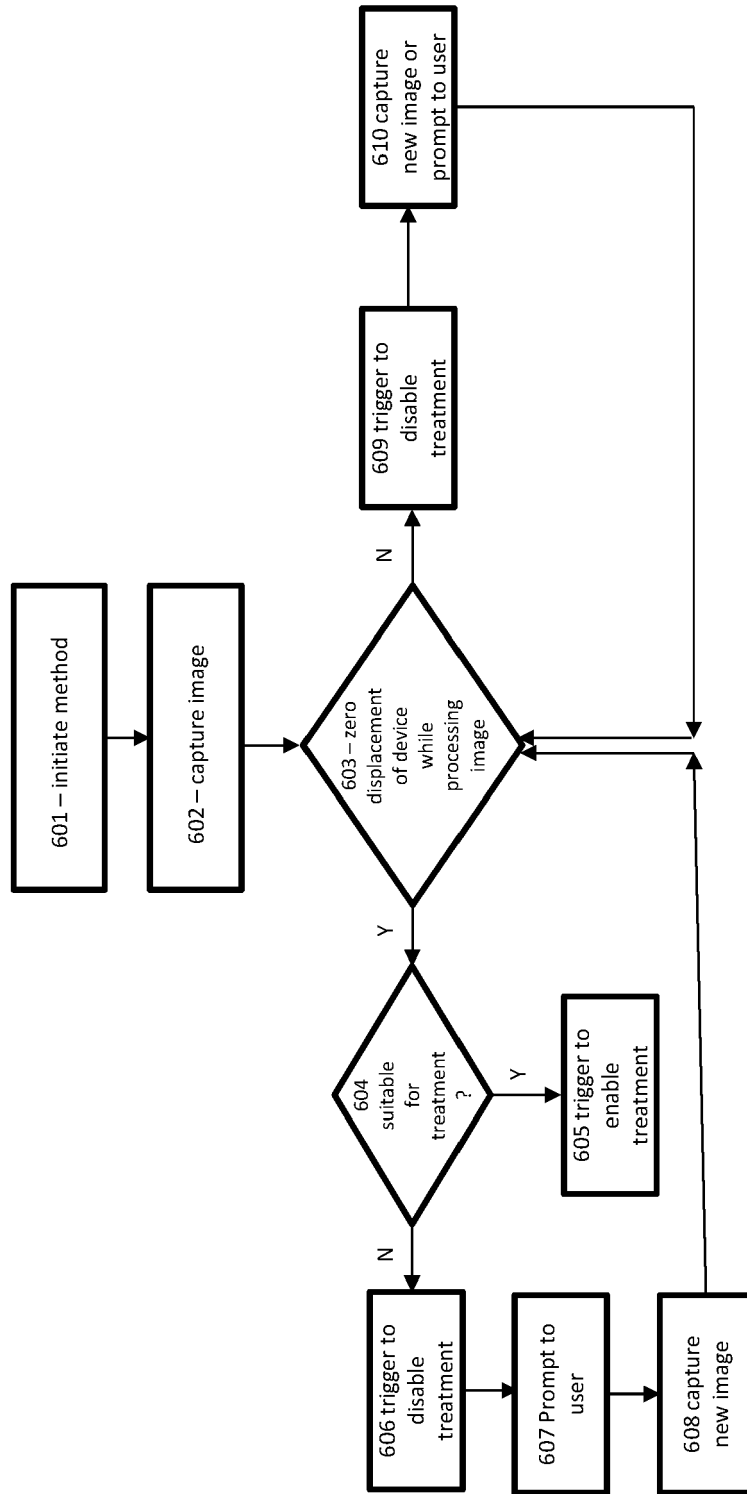 601 – initiate method
602 – capture image
603 – zero
displacement
of device
while
processing
image
Y
N
604
suitable
for
treatment
?
Y
N
605 trigger to
enable
treatment
606 trigger to
disable
treatment
607 Prompt to
user
608 capture
new image
609 trigger to
disable
treatment
610 capture
new image or
prompt to user